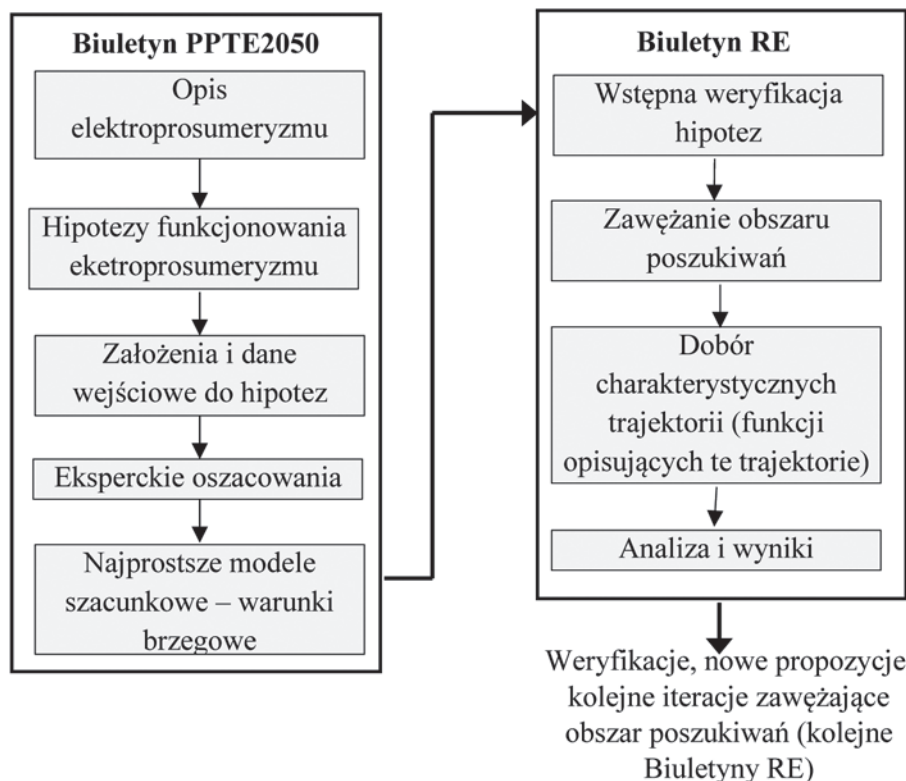 Biuletyn PPTE2050
Opis
elektroprosumeryzmu
Hipotezy funkcjonowania
eketroprosumeryzmu
Założenia i dane
wejściowe do hipotez
Eksperckie oszacowania
Najprostsze modele
szacunkowe – warunki
brzegowe
Biuletyn RE
Wstępna weryfikacja
hipotez
Zawężanie obszaru
poszukiwań
Dobór
charakterystycznych
trajektorii (funkcji
opisujących te trajektorie)
Analiza i wyniki
Weryfikacje, nowe propozycje
kolejne iteracje zawężające
obszar poszukiwań (kolejne
Biuletyny RE)